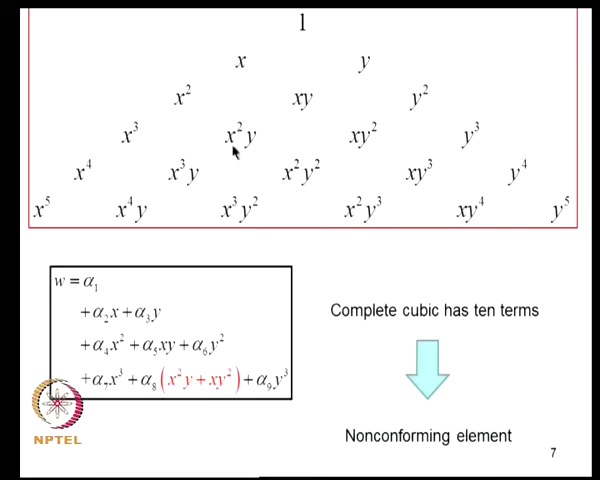 1
x y
x² xy y²
x³ x²y xy² y³
x⁴ x³y x²y² xy³ y⁴
x⁵ x⁴y x³y² x²y³ xy⁴ y⁵
w = α₁
+α₂x + α₃y
+α₄x² + α₅xy + α₆y²
+α₇x³ + α₈(x²y + xy²) + α₉y³
Complete cubic has ten terms
Nonconforming element
NPTEL
7